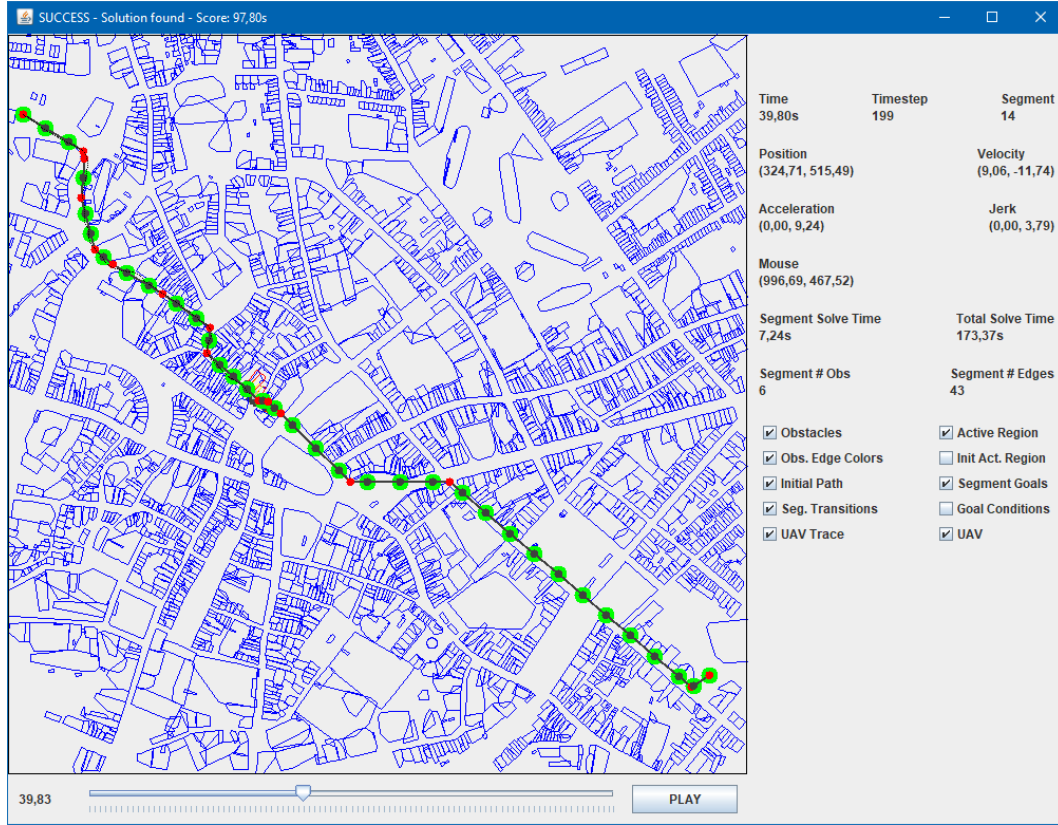 SUCCESS - Solution found - Score: 97,80s
Time Timestep Segment
39,80s 199 14
Position Velocity
(324,71, 515,49) (9,06, -11,74)
Acceleration Jerk
(0,00, 9,24) (0,00, 3,79)
Mouse
(996,69, 467,52)
Segment Solve Time Total Solve Time
7,24s 173,37s
Segment # Obs Segment # Edges
6 43
Obstacles Active Region
Obs. Edge Colors Init Act. Region
Initial Path Segment Goals
Seg. Transitions Goal Conditions
UAV Trace UAV
39,83 PLAY